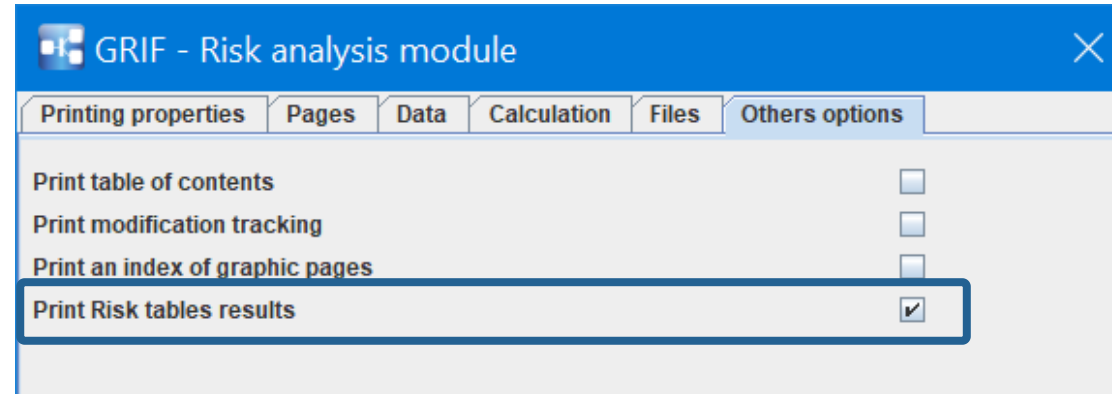 GRIF - Risk analysis module
Printing properties Pages Data Calculation Files Others options
Print table of contents
Print modification tracking
Print an index of graphic pages
Print Risk tables results